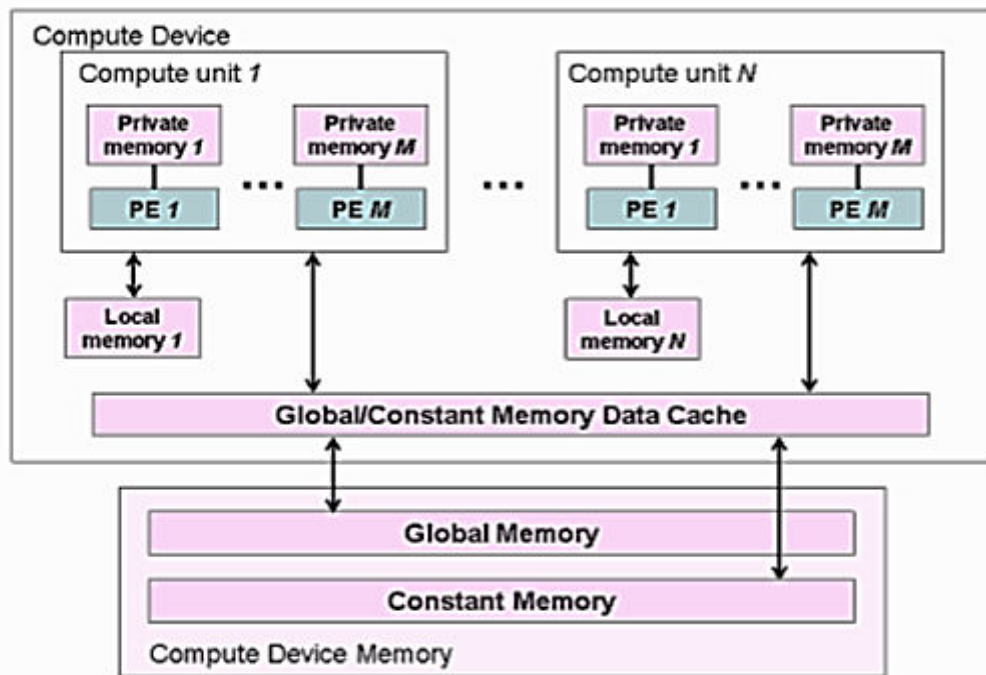 Compute Device
Compute unit 1
Compute unit N
Private
memory 1
Private
memory M
Private
memory 1
Private
memory M
...
...
...
PE 1
PE M
PE 1
PE M
Local
memory 1
Local
memory N
Global/Constant Memory Data Cache
Global Memory
Constant Memory
Compute Device Memory